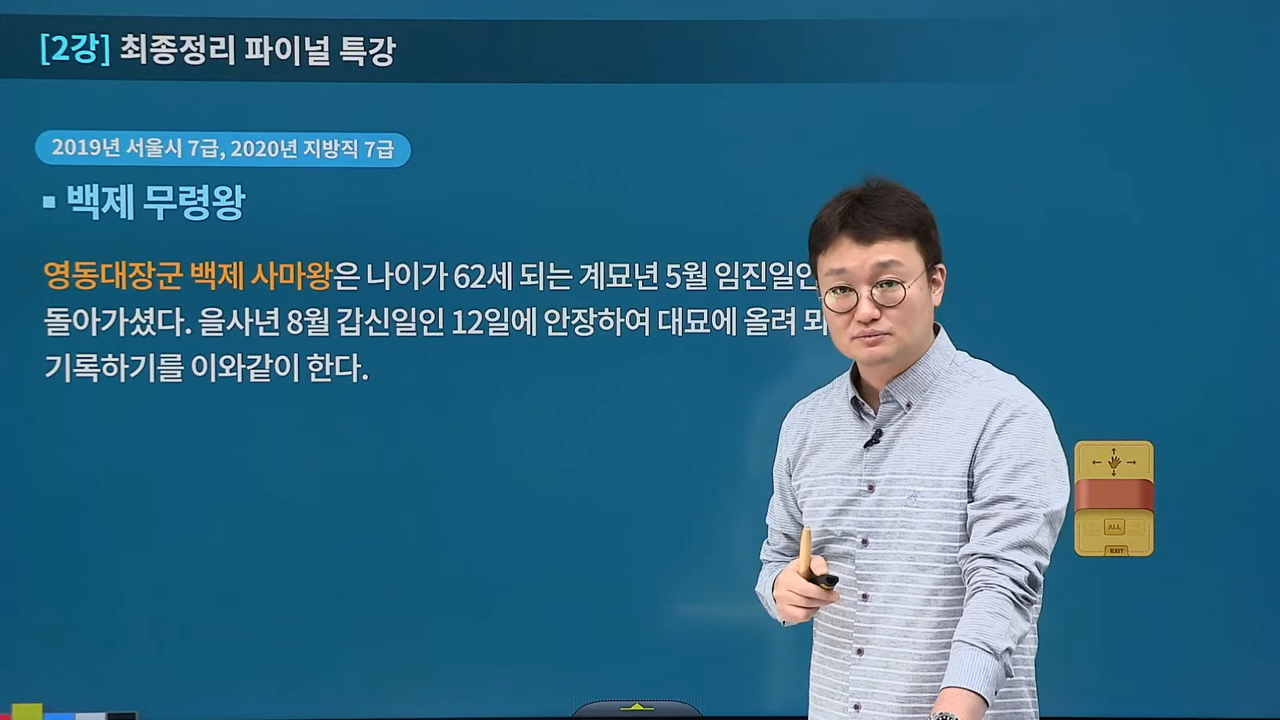 [2강] 최종정리 파이널 특강
2019년 서울시 7급, 2020년 지방직 7급
▪ 백제 무령왕
영동대장군 백제 사마왕은 나이가 62세 되는 계묘년 5월 임진일인
돌아가셨다. 을사년 8월 갑신일인 12일에 안장하여 대묘에 올려 뫼
기록하기를 이와같이 한다.
ALL
EXIT